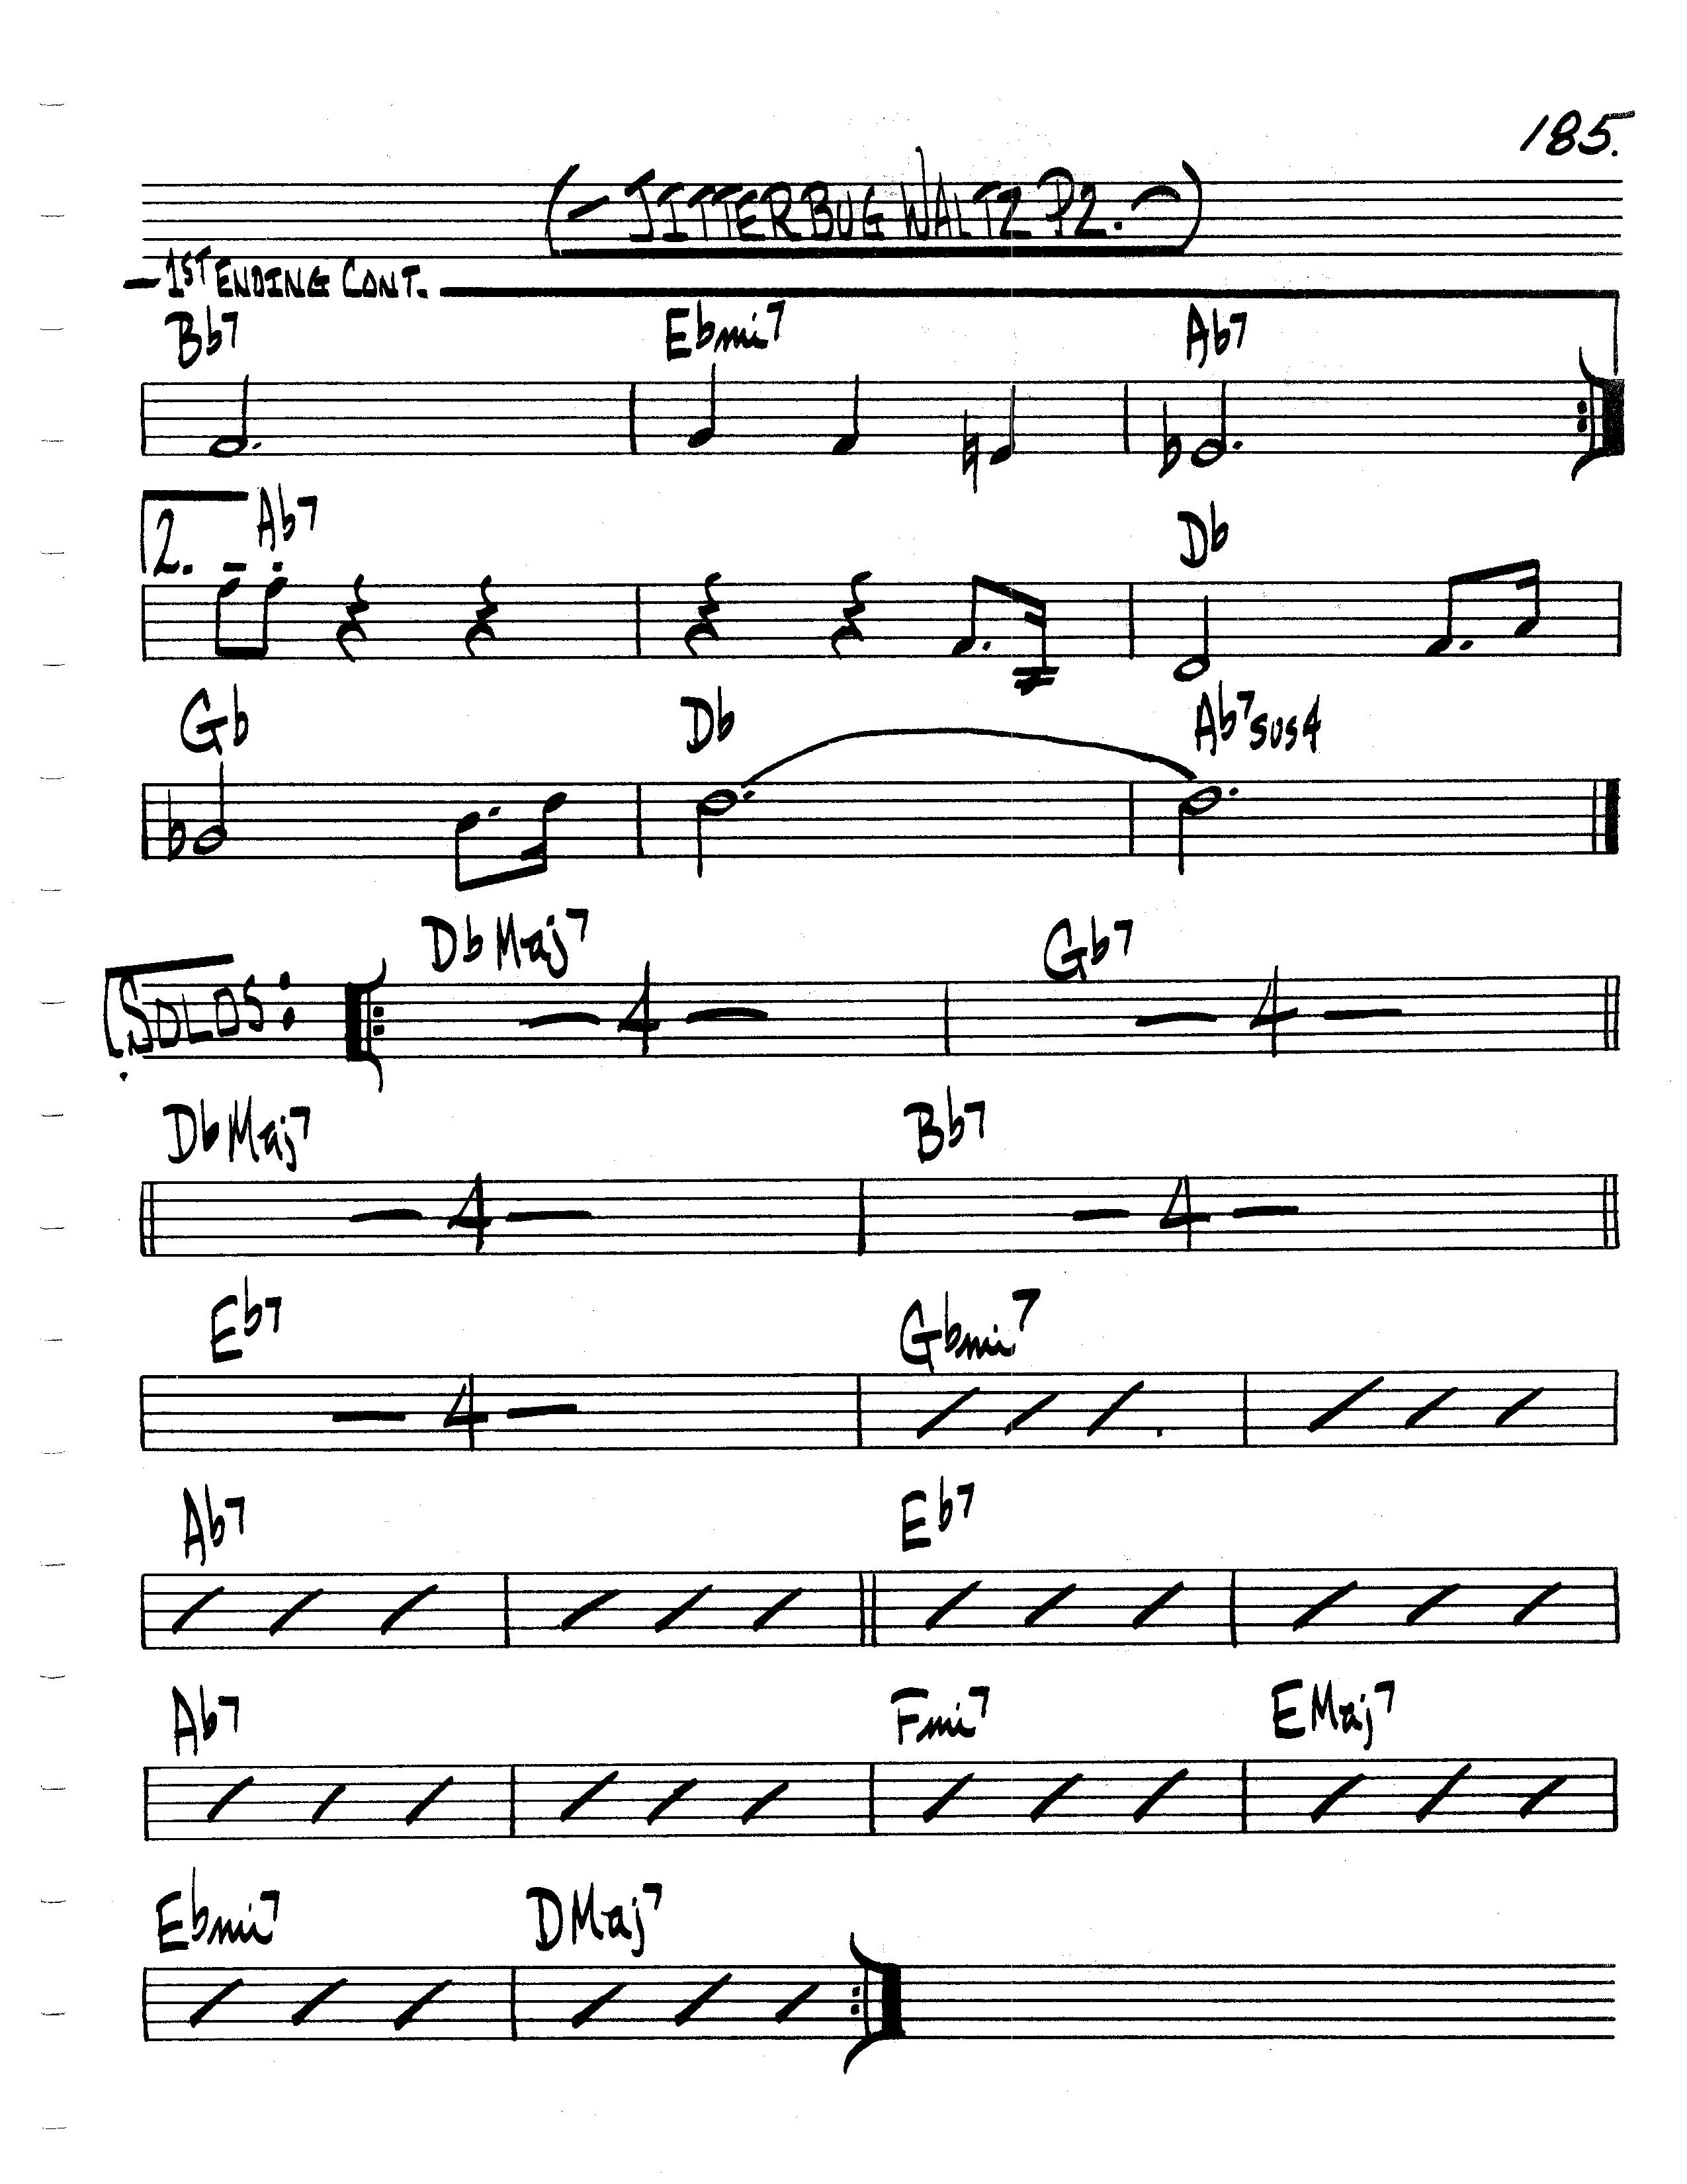 185.
(– JITTERBUG WALTZ P2. –)
– 1ST ENDING CONT.
Bb7 Ebmi7 Ab7
2. Ab7 Db
Gb Db Ab7sus4
DbMaj7 Gb7
SOLOS: – 4 – – 4 –
DbMaj7 Bb7
– 4 – – 4 –
Eb7 Gbmi7
– 4 –
Ab7 Eb7
Ab7 Fmi7 EMaj7
Ebmi7 DMaj7